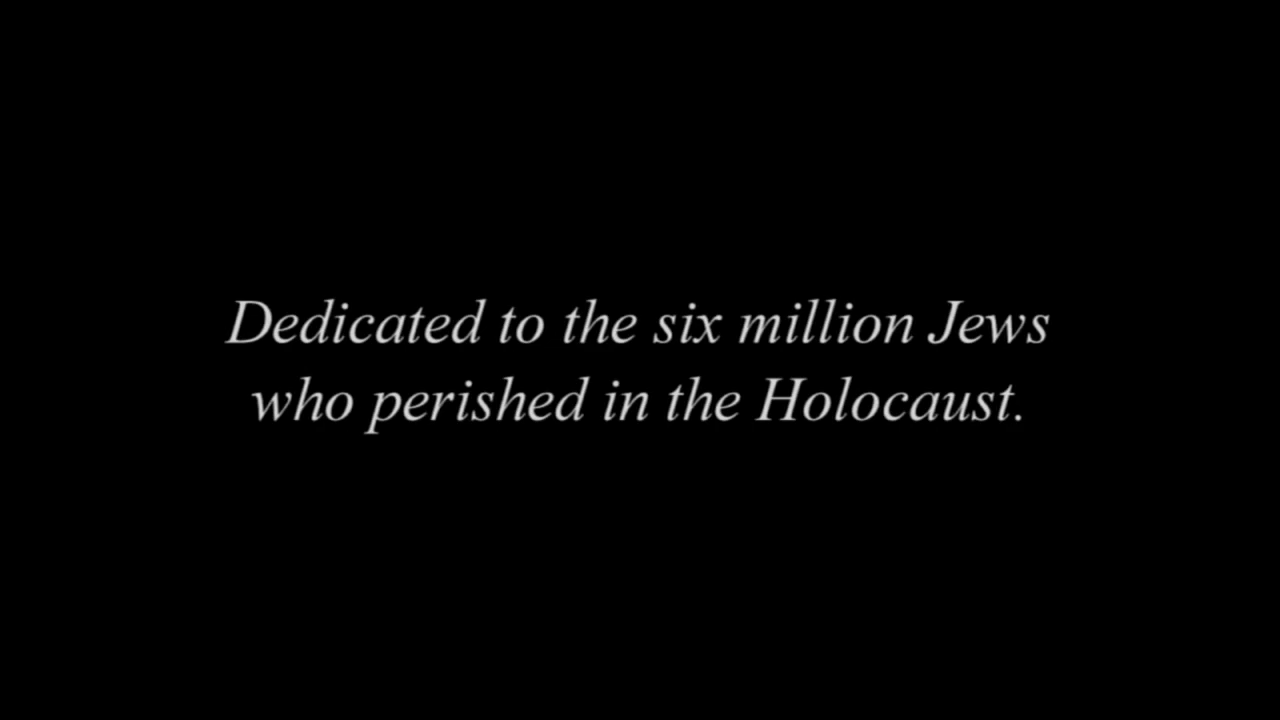 Dedicated to the six million Jews
who perished in the Holocaust.